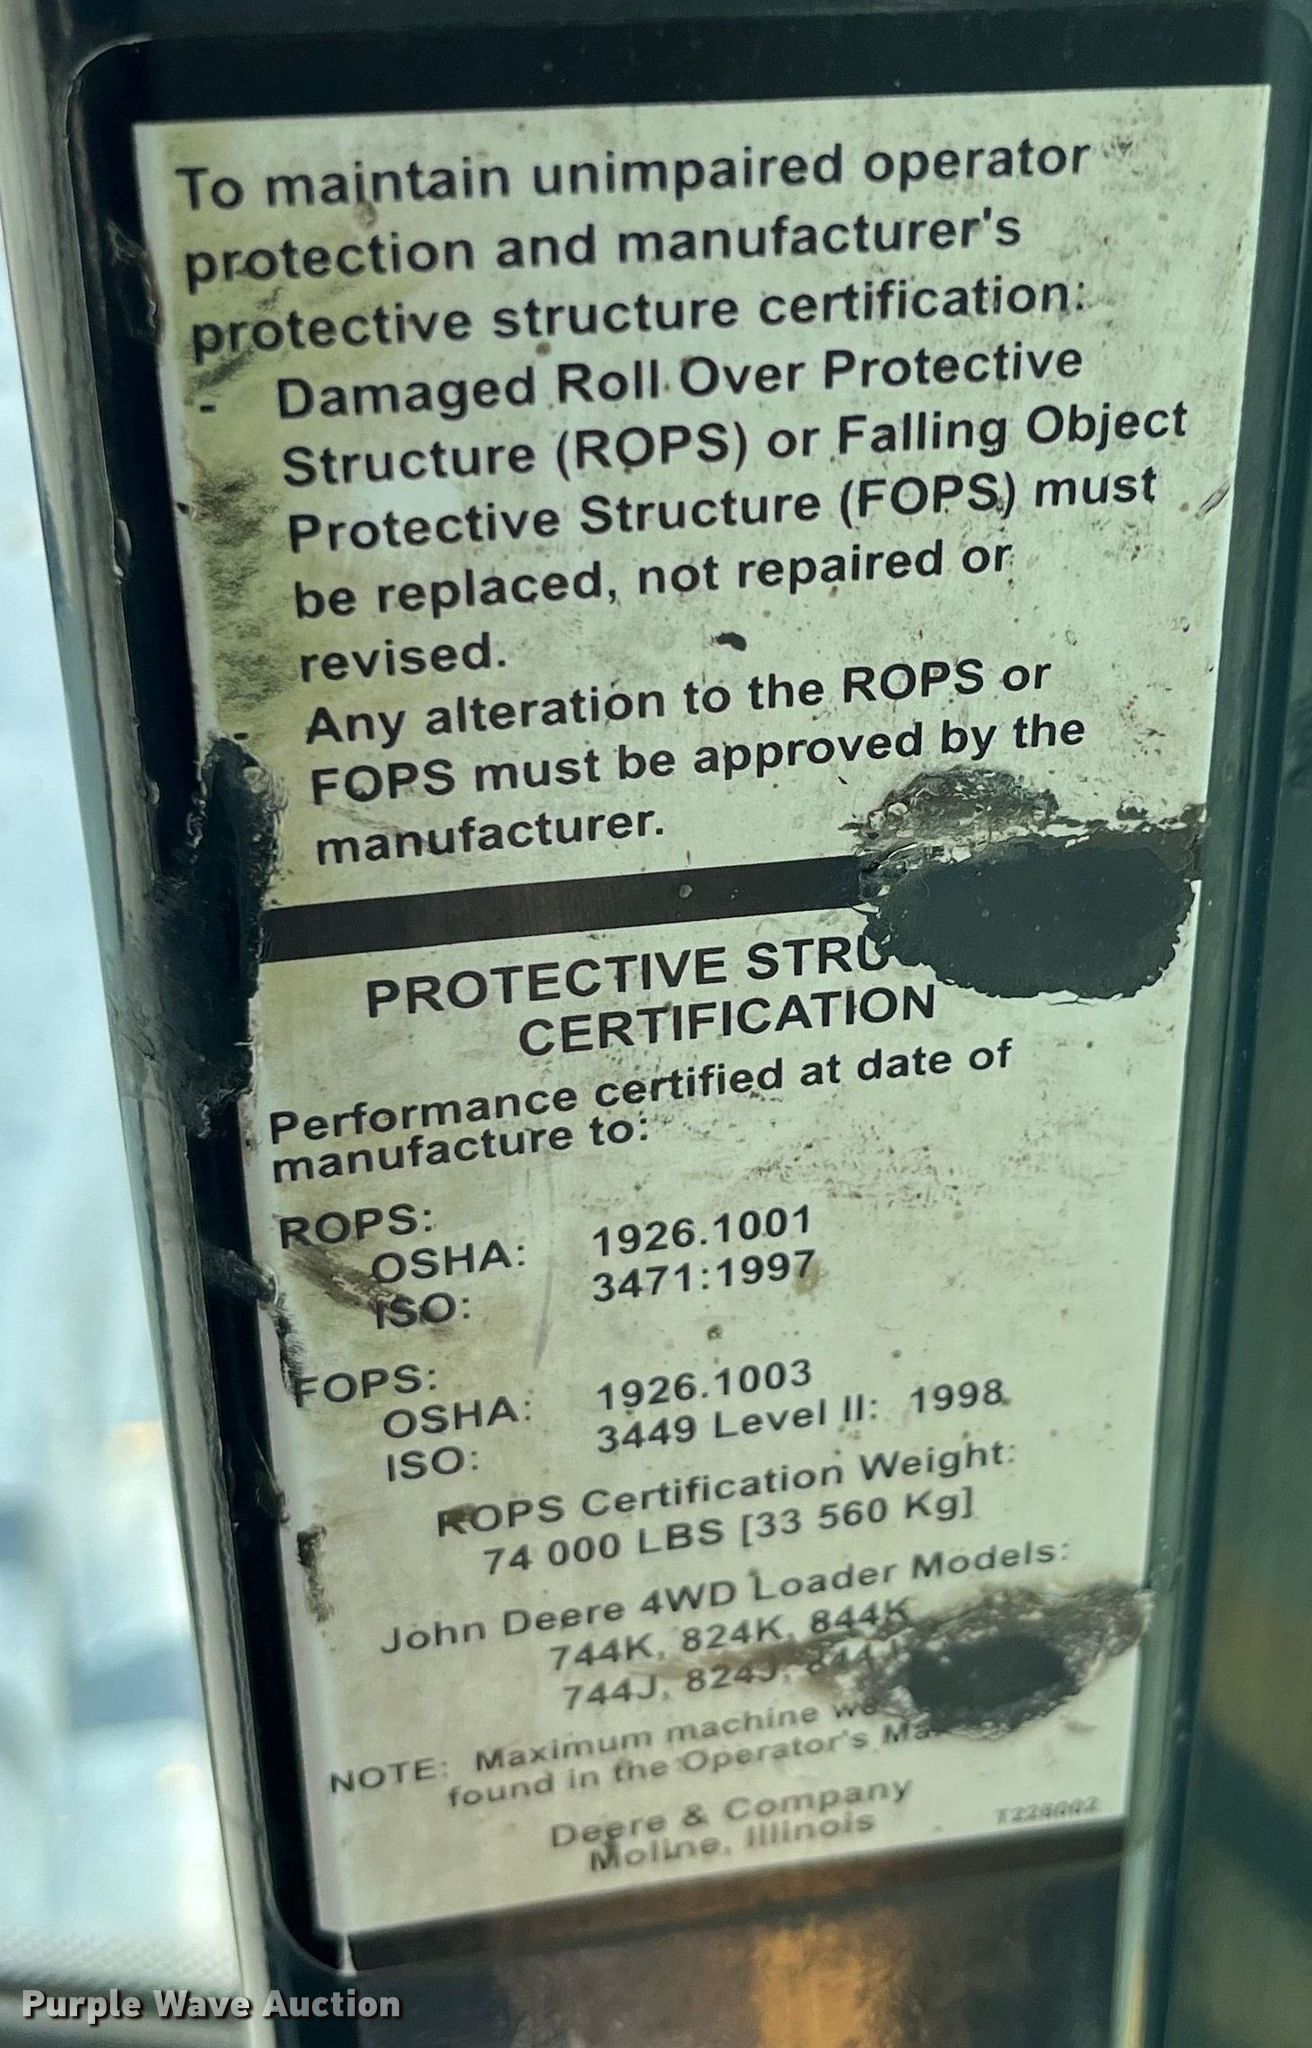 To maintain unimpaired operator
protection and manufacturer's
protective structure certification:
- Damaged Roll Over Protective
Structure (ROPS) or Falling Object
Protective Structure (FOPS) must
be replaced, not repaired or
revised.
- Any alteration to the ROPS or
FOPS must be approved by the
manufacturer.
PROTECTIVE STRU
CERTIFICATION
Performance certified at date of
manufacture to:
ROPS:
OSHA: 1926.1001
ISO: 3471:1997
FOPS:
OSHA: 1926.1003
ISO: 3449 Level II: 1998
ROPS Certification Weight:
74 000 LBS [33 560 Kg]
John Deere 4WD Loader Models:
744K, 824K, 844K
744J, 824J, 844J
NOTE: Maximum machine we
found in the Operator's Ma
Deere & Company
Moline, Illinois
Purple Wave Auction